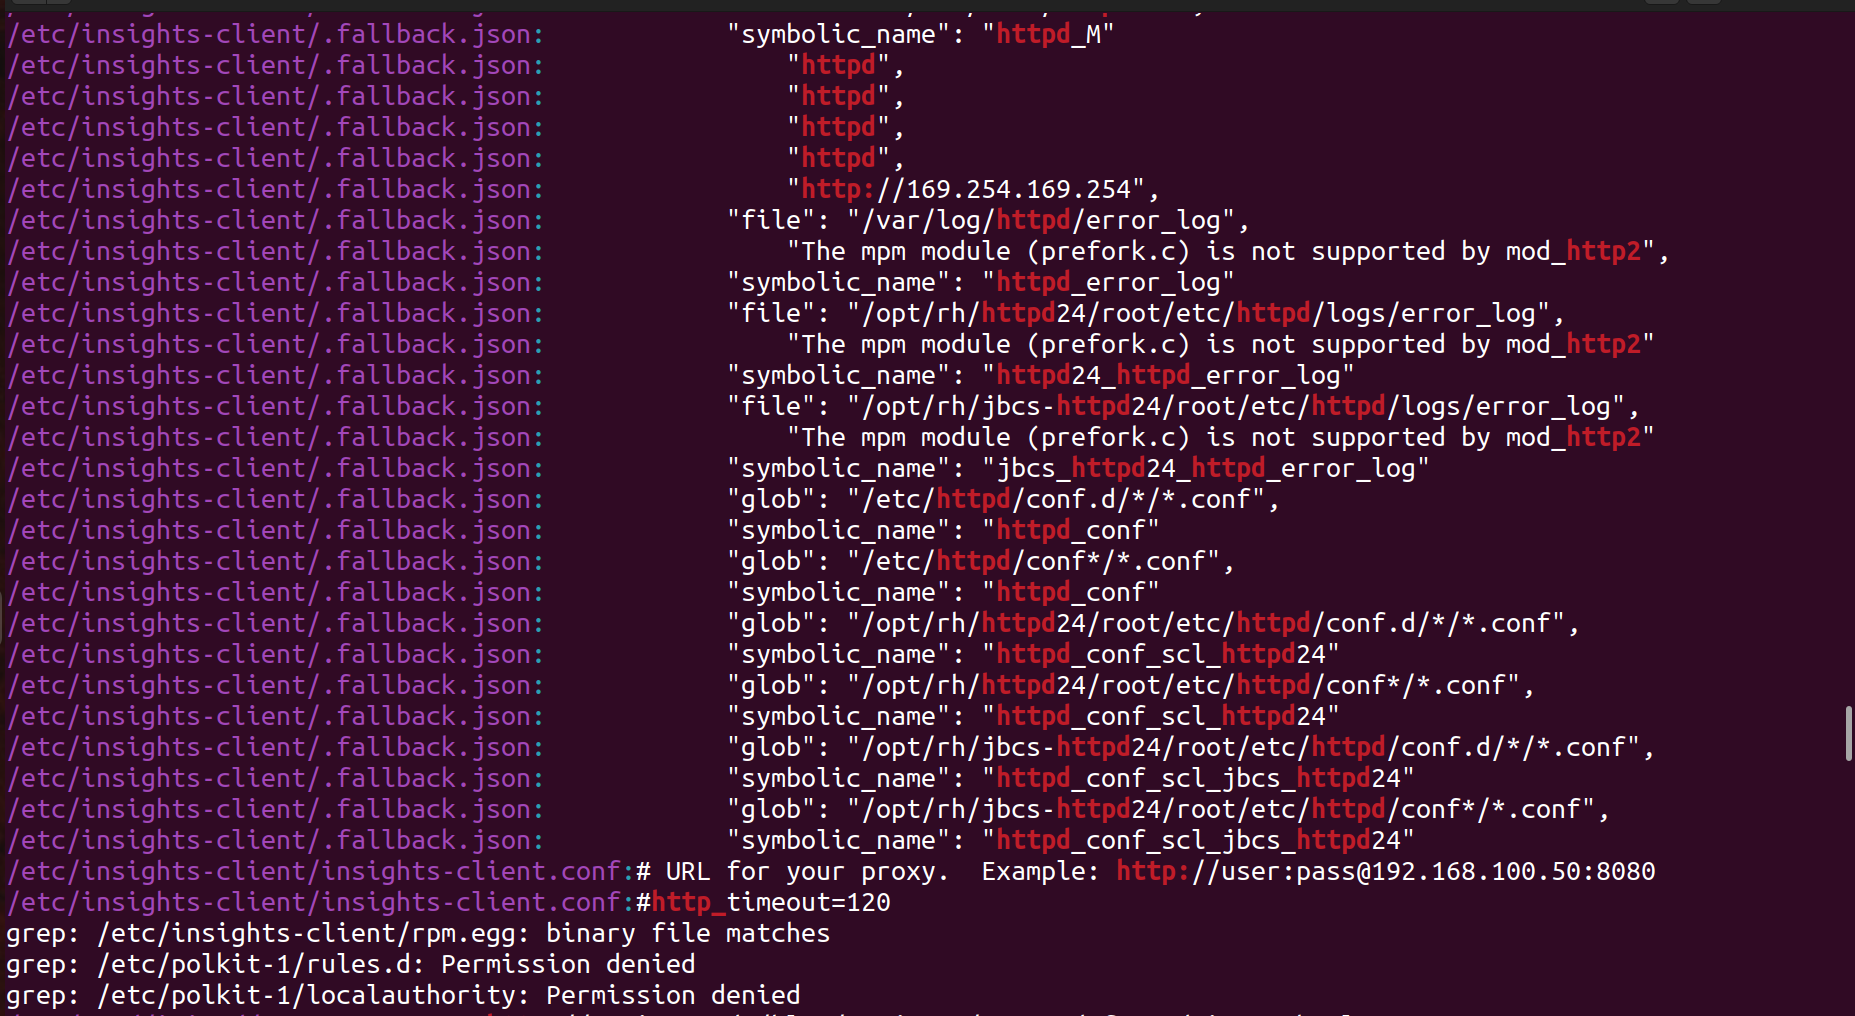 /etc/insights-client/.fallback.json:            "symbolic_name": "httpd_M"
/etc/insights-client/.fallback.json:                "httpd",
/etc/insights-client/.fallback.json:                "httpd",
/etc/insights-client/.fallback.json:                "httpd",
/etc/insights-client/.fallback.json:                "httpd",
/etc/insights-client/.fallback.json:                "http://169.254.169.254",
/etc/insights-client/.fallback.json:            "file": "/var/log/httpd/error_log",
/etc/insights-client/.fallback.json:                "The mpm module (prefork.c) is not supported by mod_http2",
/etc/insights-client/.fallback.json:            "symbolic_name": "httpd_error_log"
/etc/insights-client/.fallback.json:            "file": "/opt/rh/httpd24/root/etc/httpd/logs/error_log",
/etc/insights-client/.fallback.json:                "The mpm module (prefork.c) is not supported by mod_http2"
/etc/insights-client/.fallback.json:            "symbolic_name": "httpd24_httpd_error_log"
/etc/insights-client/.fallback.json:            "file": "/opt/rh/jbcs-httpd24/root/etc/httpd/logs/error_log",
/etc/insights-client/.fallback.json:                "The mpm module (prefork.c) is not supported by mod_http2"
/etc/insights-client/.fallback.json:            "symbolic_name": "jbcs_httpd24_httpd_error_log"
/etc/insights-client/.fallback.json:            "glob": "/etc/httpd/conf.d/*/*.conf",
/etc/insights-client/.fallback.json:            "symbolic_name": "httpd_conf"
/etc/insights-client/.fallback.json:            "glob": "/etc/httpd/conf*/*.conf",
/etc/insights-client/.fallback.json:            "symbolic_name": "httpd_conf"
/etc/insights-client/.fallback.json:            "glob": "/opt/rh/httpd24/root/etc/httpd/conf.d/*/*.conf",
/etc/insights-client/.fallback.json:            "symbolic_name": "httpd_conf_scl_httpd24"
/etc/insights-client/.fallback.json:            "glob": "/opt/rh/httpd24/root/etc/httpd/conf*/*.conf",
/etc/insights-client/.fallback.json:            "symbolic_name": "httpd_conf_scl_httpd24"
/etc/insights-client/.fallback.json:            "glob": "/opt/rh/jbcs-httpd24/root/etc/httpd/conf.d/*/*.conf",
/etc/insights-client/.fallback.json:            "symbolic_name": "httpd_conf_scl_jbcs_httpd24"
/etc/insights-client/.fallback.json:            "glob": "/opt/rh/jbcs-httpd24/root/etc/httpd/conf*/*.conf",
/etc/insights-client/.fallback.json:            "symbolic_name": "httpd_conf_scl_jbcs_httpd24"
/etc/insights-client/insights-client.conf:# URL for your proxy.  Example: http://user:pass@192.168.100.50:8080
/etc/insights-client/insights-client.conf:#http_timeout=120
grep: /etc/insights-client/rpm.egg: binary file matches
grep: /etc/polkit-1/rules.d: Permission denied
grep: /etc/polkit-1/localauthority: Permission denied